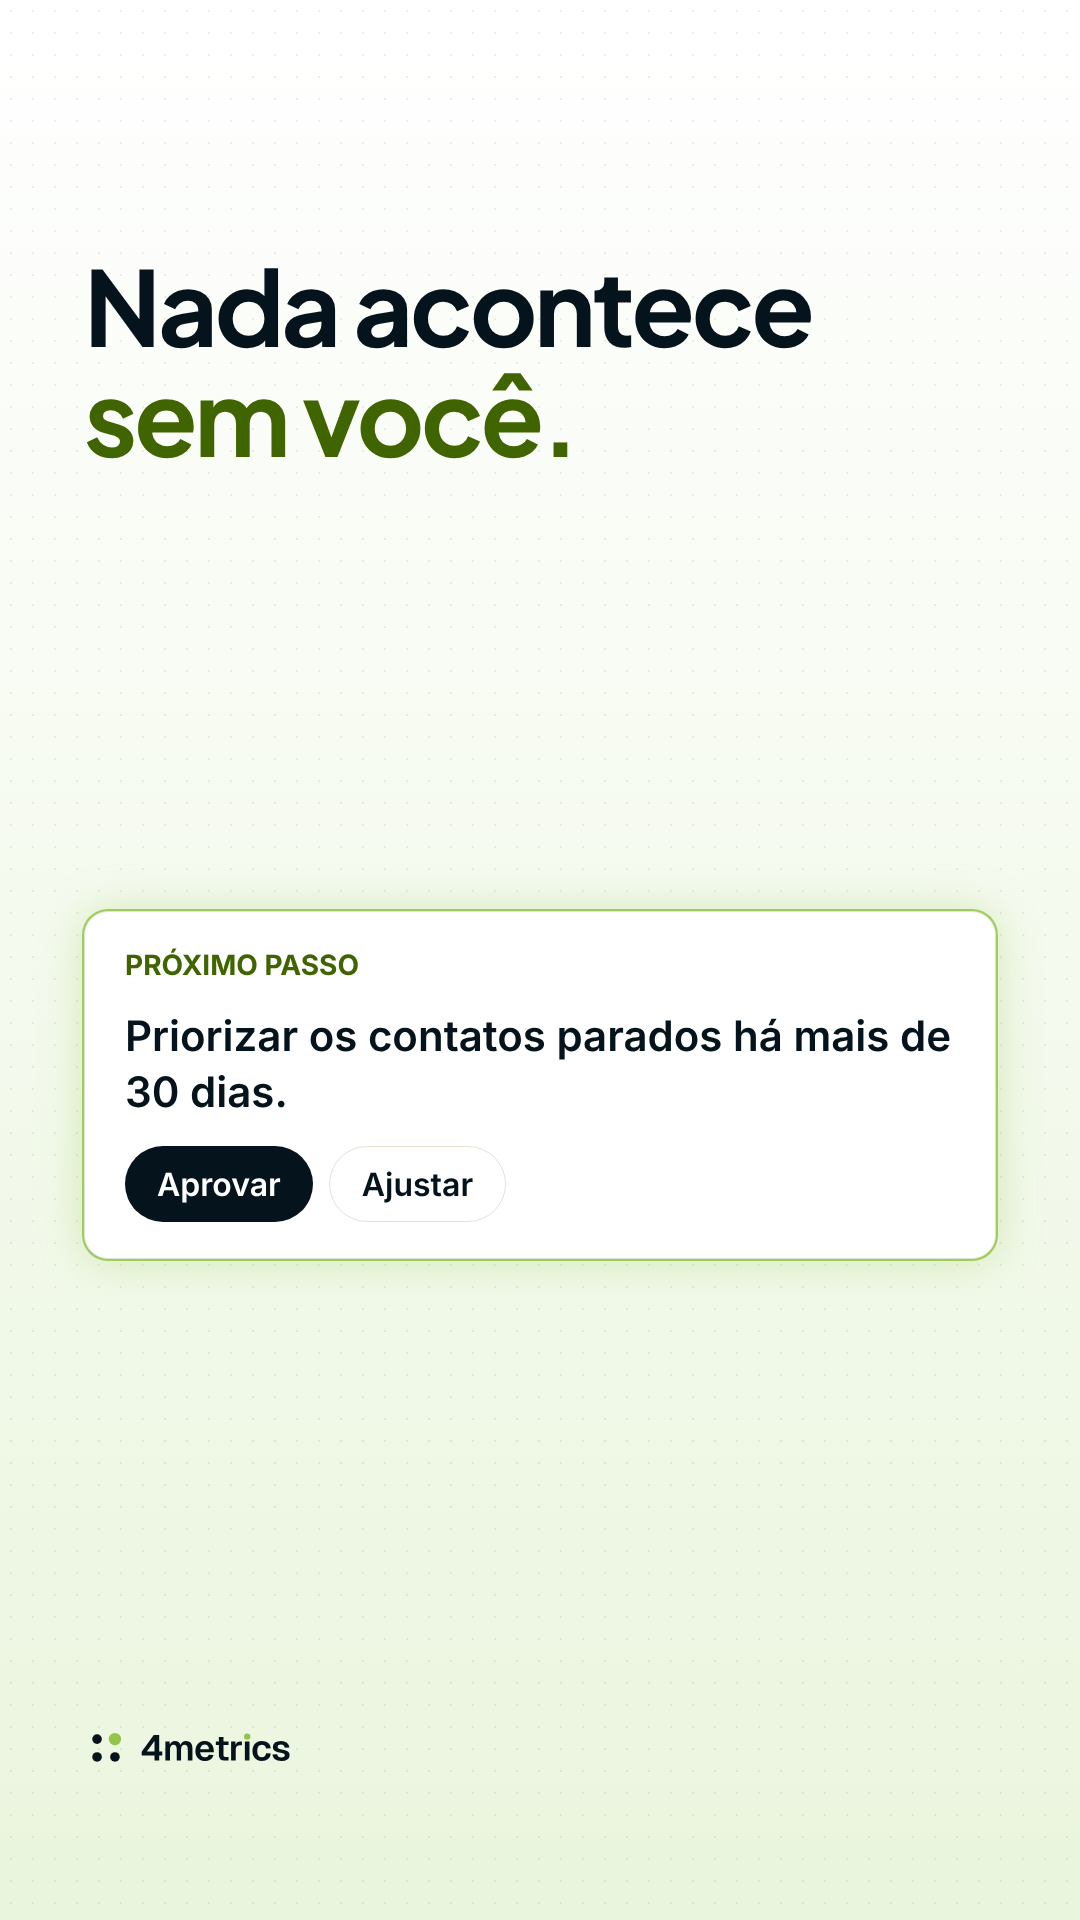 Nada acontece
sem você.
PRÓXIMO PASSO
Priorizar os contatos parados há mais de
30 dias.
Aprovar
Ajustar
4metrics